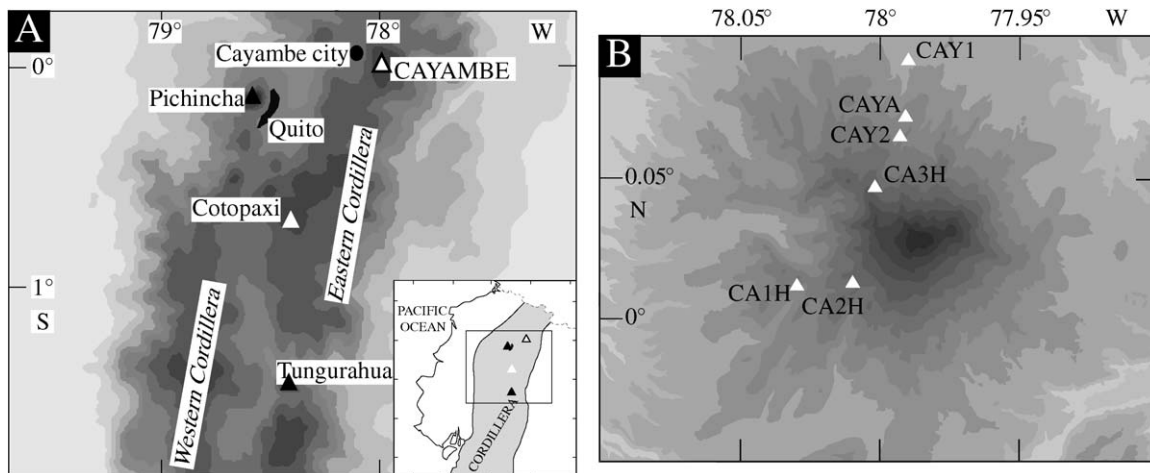 A
79°
78°
W
Cayambe city
0°
CAYAMBE
Pichincha
Quito
Eastern Cordillera
Cotopaxi
1°
S
Western Cordillera
Tungurahua
PACIFIC
OCEAN
CORDILLERA
B
78.05°
78°
77.95°
W
CAY1
CAYA
CAY2
CA3H
0.05°
N
CA1H
CA2H
0°